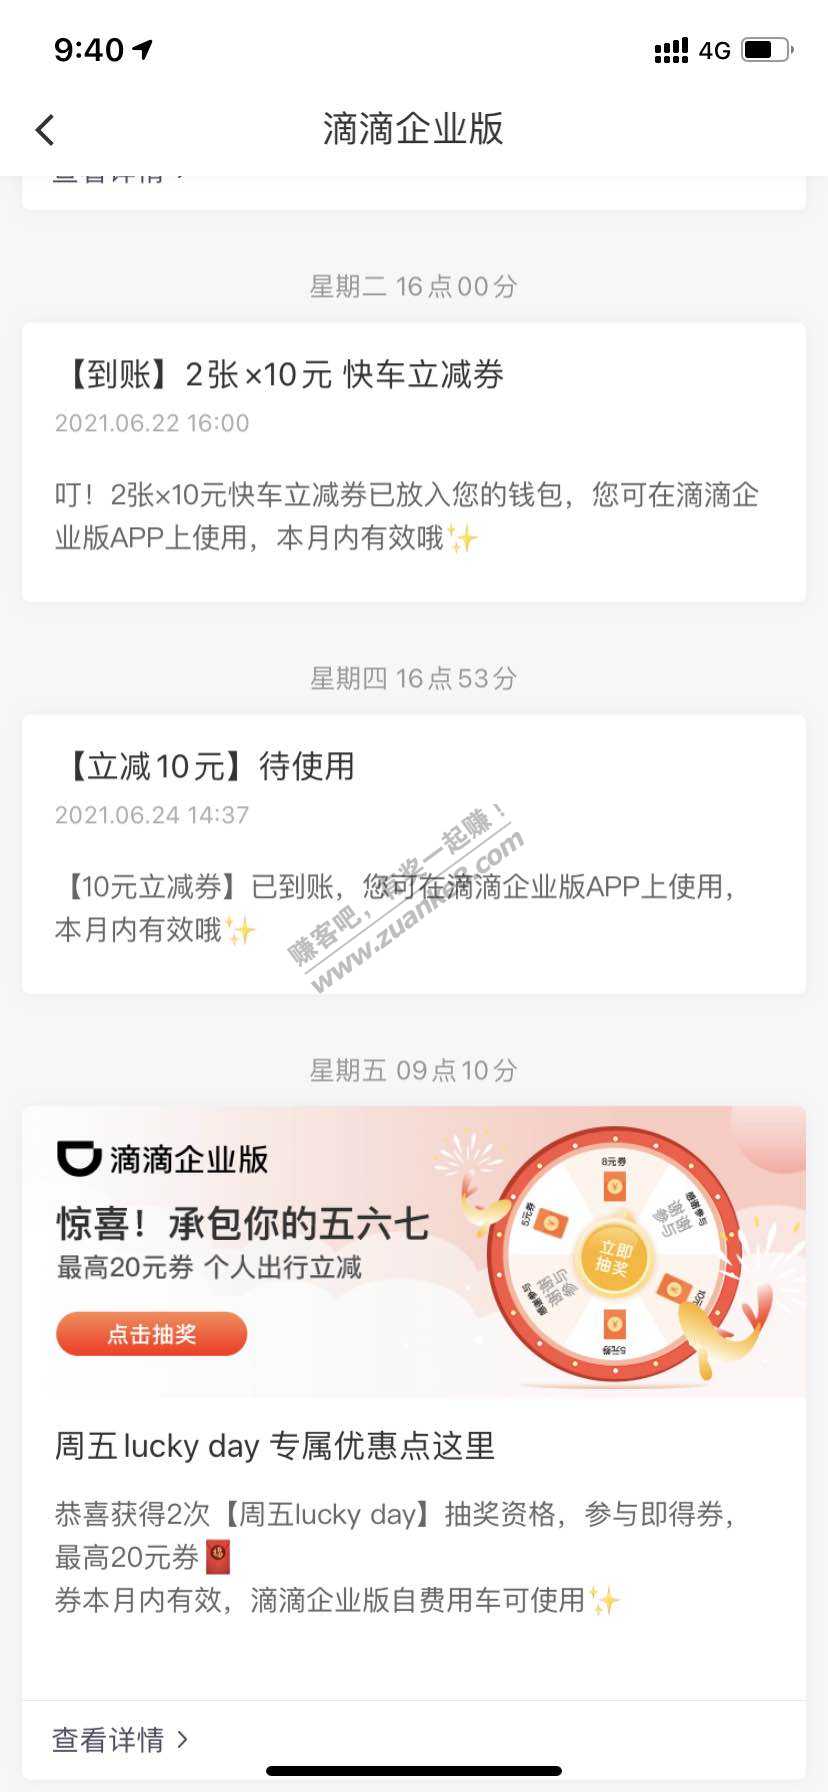 9:40
4G
滴滴企业版
查看详情
星期二 16点00分
【到账】2张×10元 快车立减券
2021.06.22 16:00
叮！2张×10元快车立减券已放入您的钱包，您可在滴滴企
业版APP上使用，本月内有效哦✨
星期四 16点53分
【立减10元】待使用
2021.06.24 14:37
【10元立减券】已到账，您可在滴滴企业版APP上使用，
本月内有效哦✨
赚客吧，有奖一起赚！
www.zuanke8.com
星期五 09点10分
滴滴企业版
惊喜！承包你的五六七
最高20元券 个人出行立减
点击抽奖
8元券
感谢参与
谢谢
参与
10元
5元券
感谢参与
谢谢
参与
5元券
立即
抽奖
周五lucky day 专属优惠点这里
恭喜获得2次【周五lucky day】抽奖资格，参与即得券，
最高20元券🧧
券本月内有效，滴滴企业版自费用车可使用✨
查看详情 >